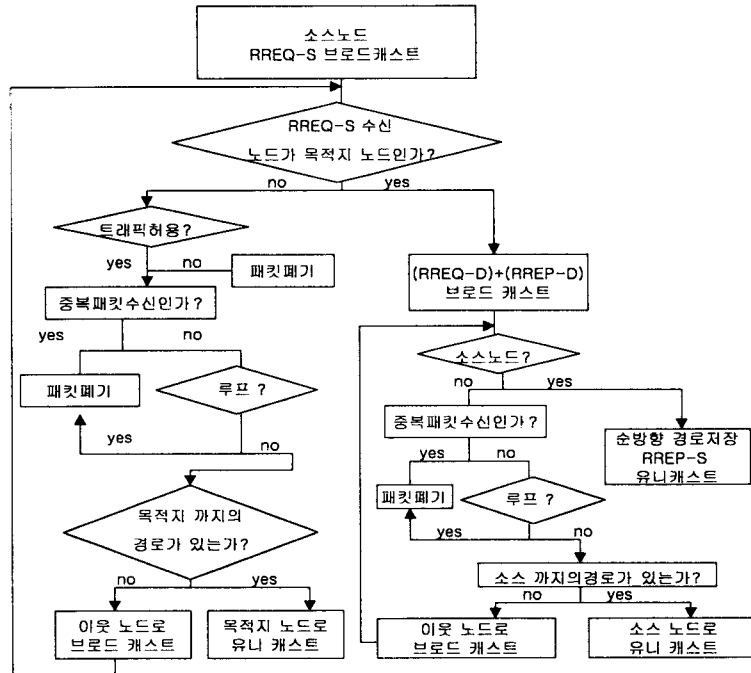 소스노드
RREQ-S 브로드캐스트
RREQ-S 수신
노드가 목적지 노드인가?
no
yes
트래픽허용?
yes
no
패킷폐기
중복패킷수신인가?
yes
no
패킷폐기
루프 ?
yes
no
목적지 까지의
경로가 있는가?
no
yes
이웃 노드로
브로드 캐스트
목적지 노드로
유니 캐스트
(RREQ-D)+(RREP-D)
브로드 캐스트
소스노드?
no
yes
중복패킷수신인가?
순방향 경로저장
RREP-S
유니캐스트
yes
no
패킷폐기
루프 ?
yes
no
소스 까지의경로가 있는가?
no
yes
이웃 노드로
브로드 캐스트
소스 노드로
유니 캐스트